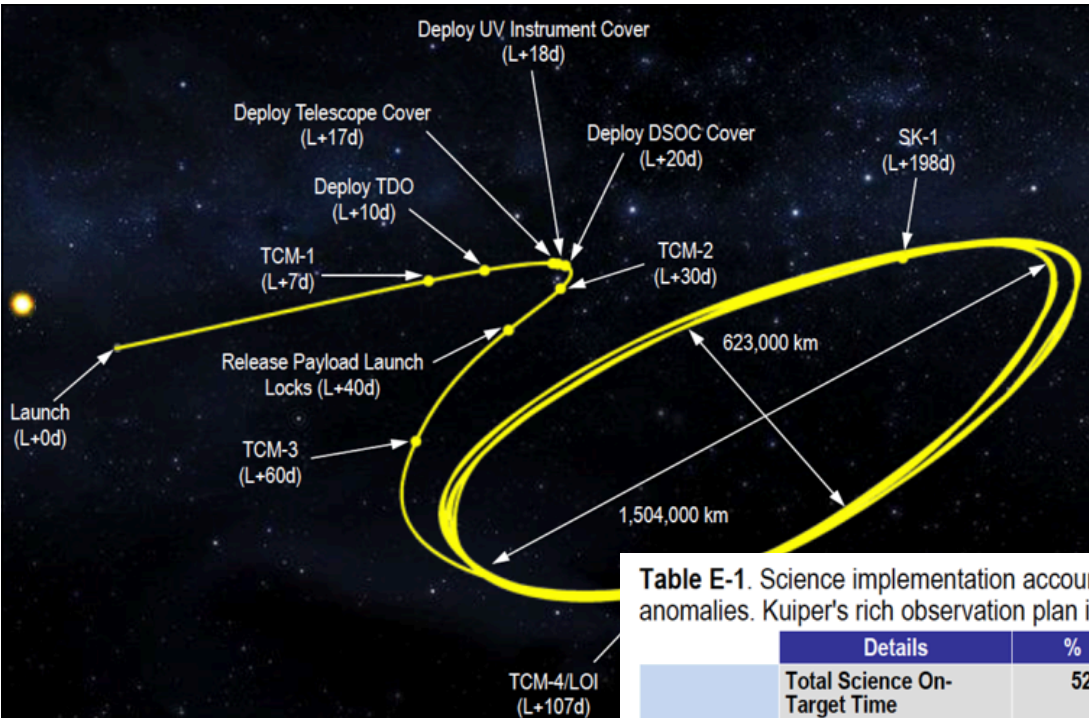 Deploy UV Instrument Cover
(L+18d)
Deploy Telescope Cover
(L+17d)
Deploy DSOC Cover
(L+20d)
SK-1
(L+198d)
Deploy TDO
(L+10d)
TCM-1
(L+7d)
TCM-2
(L+30d)
623,000 km
Release Payload Launch
Locks (L+40d)
Launch
(L+0d)
TCM-3
(L+60d)
1,504,000 km
TCM-4/LOI
(L+107d)
Table E-1. Science implementation accou
anomalies. Kuiper's rich observation plan i
Details %
Total Science On- 52
Target Time